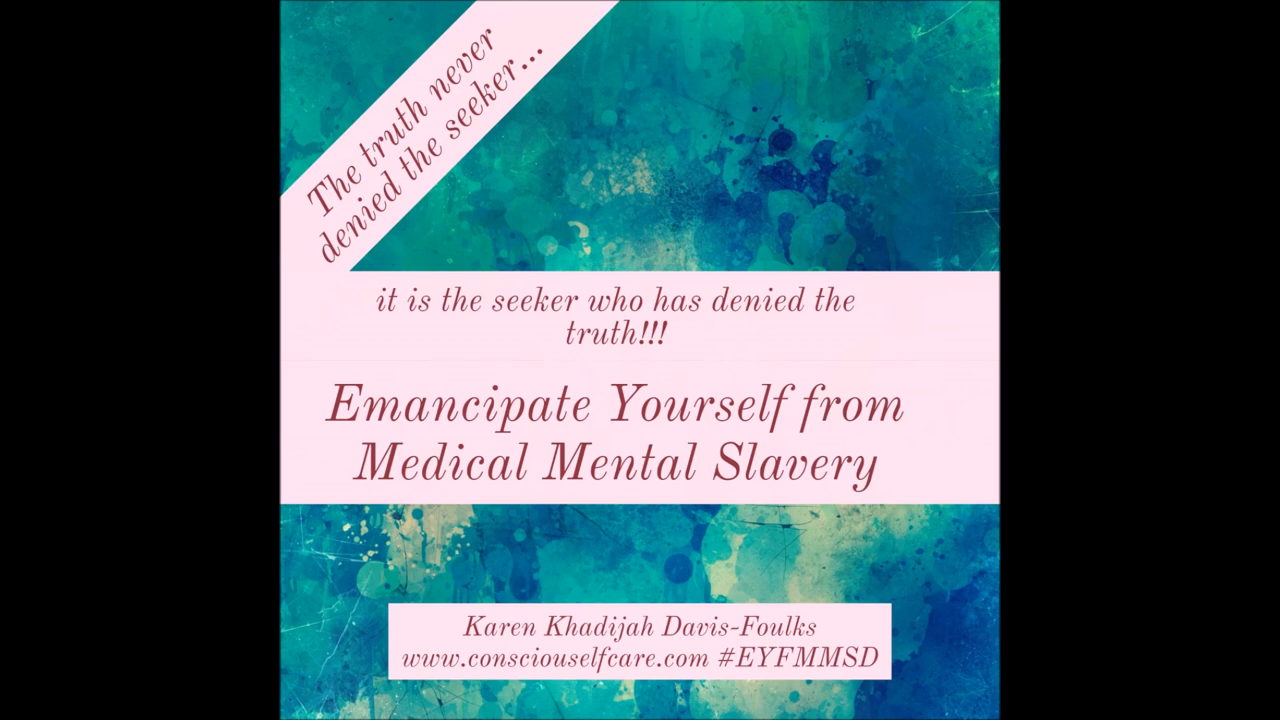 The truth never
denied the seeker...
it is the seeker who has denied the
truth!!!
Emancipate Yourself from
Medical Mental Slavery
Karen Khadijah Davis-Foulks
www.consciouselfcare.com #EYFMMSD